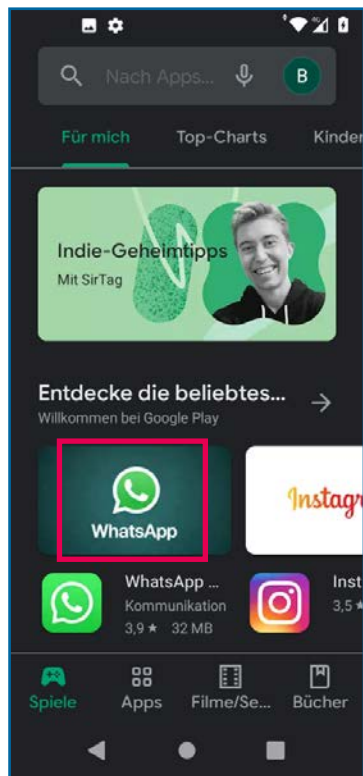 4G
Nach Apps...
B
Für mich
Top-Charts
Kinder
Indie-Geheimtipps
Mit SirTag
Entdecke die beliebtes...
Willkommen bei Google Play
WhatsApp
Instagr
WhatsApp ...
Kommunikation
3,9 ★ 32 MB
Inst
3,5 ★
Spiele
Apps
Filme/Se...
Bücher